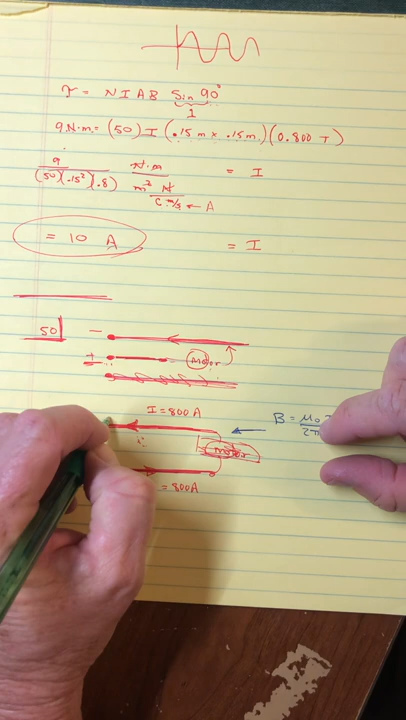 τ = N I A B Sin 90°
1
9 N·m = (50) I (.15 m x .15 m)(0.800 T)
9 / (50)(.15²)(.8) N·m / m² N / C m/s ← A = I
= 10 A = I
50 −
+ motor
I = 800A
B = μ₀
2π
i
motor
= 800A